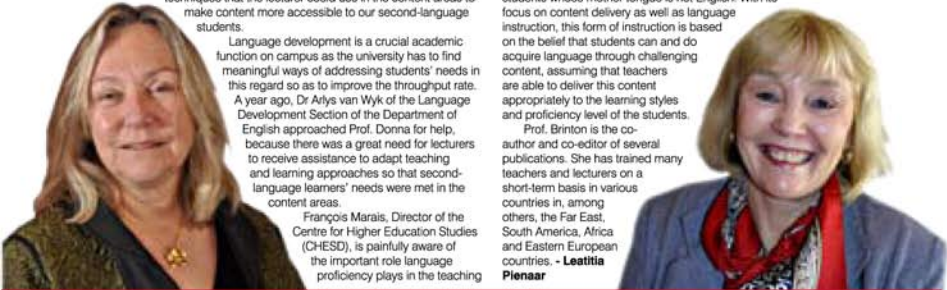 techniques that the lecturer could use in the content areas to
make content more accessible to our second-language
students.
Language development is a crucial academic
function on campus as the university has to find
meaningful ways of addressing students' needs in
this regard so as to improve the throughput rate.
A year ago, Dr Arlys van Wyk of the Language
Development Section of the Department of
English approached Prof. Donna for help,
because there was a great need for lecturers
to receive assistance to adapt teaching
and learning approaches so that second-
language learners' needs were met in the
content areas.
François Marais, Director of the
Centre for Higher Education Studies
(CHESD), is painfully aware of
the important role language
proficiency plays in the teaching
students whose mother tongue is not English. With its
focus on content delivery as well as language
instruction, this form of instruction is based
on the belief that students can and do
acquire language through challenging
content, assuming that teachers
are able to deliver this content
appropriately to the learning styles
and proficiency level of the students.
Prof. Brinton is the co-
author and co-editor of several
publications. She has trained many
teachers and lecturers on a
short-term basis in various
countries in, among
others, the Far East,
South America, Africa
and Eastern European
countries. - Leatitia
Pienaar